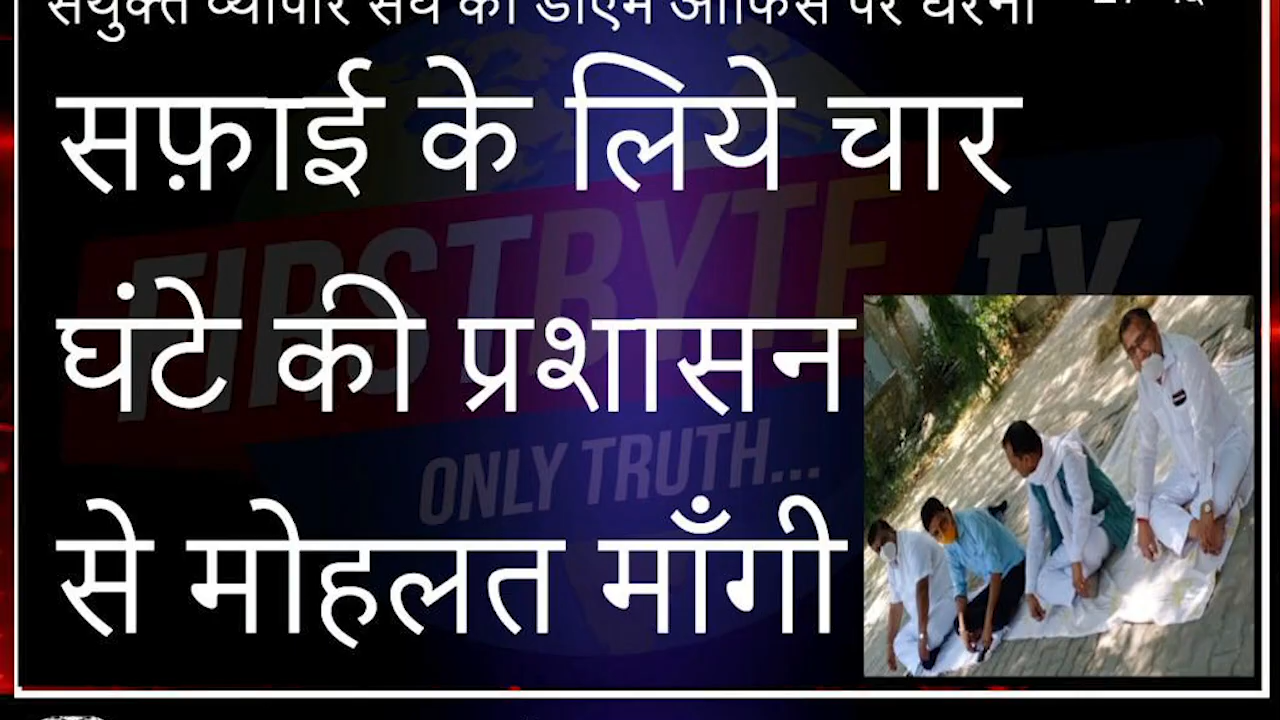 संयुक्त व्यापार संघ का डीएम ऑफिस पर धरना
सफ़ाई के लिये चार
घंटे की प्रशासन
से मोहलत माँगी
FIRSTBYTE tv
ONLY TRUTH...